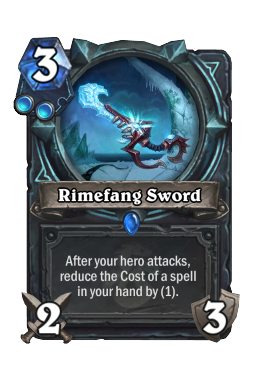 3
Rimefang Sword
After your hero attacks,
reduce the Cost of a spell
in your hand by (1).
2
3